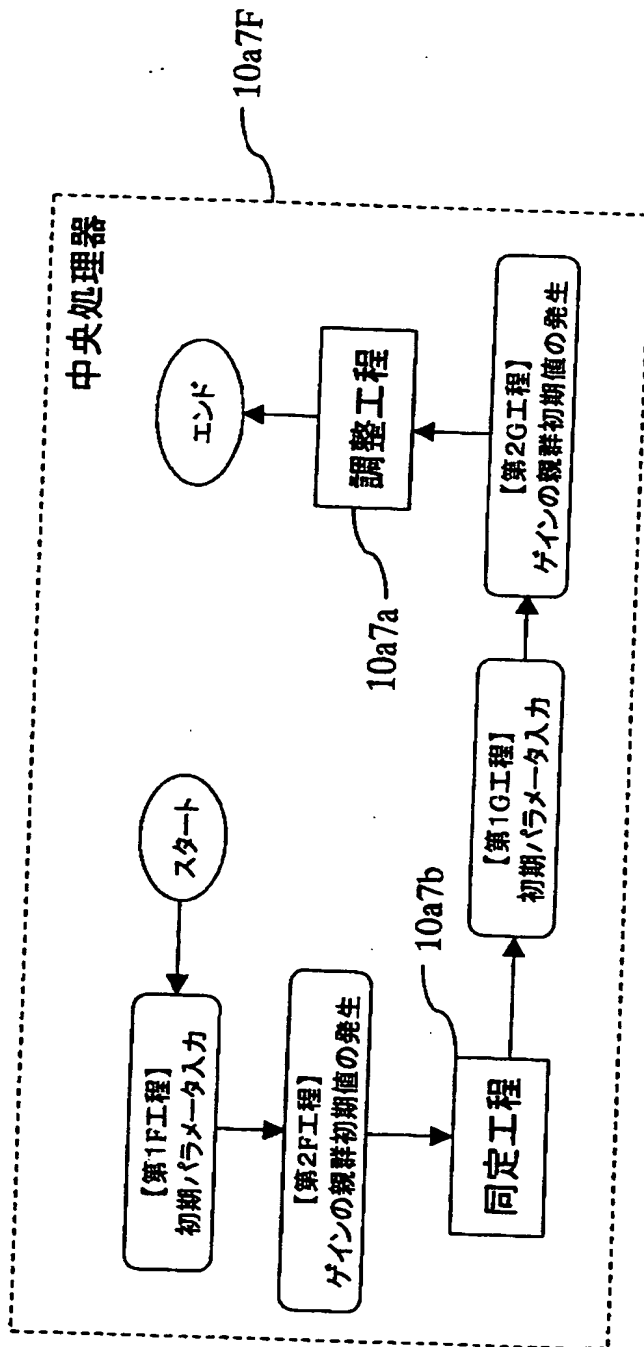 中央処理器
10a7F
スタート
【第1F工程】
初期パラメータ入力
【第2F工程】
ゲインの親群初期値の発生
同定工程
10a7b
【第1G工程】
初期パラメータ入力
【第2G工程】
ゲインの親群初期値の発生
調整工程
10a7a
エンド